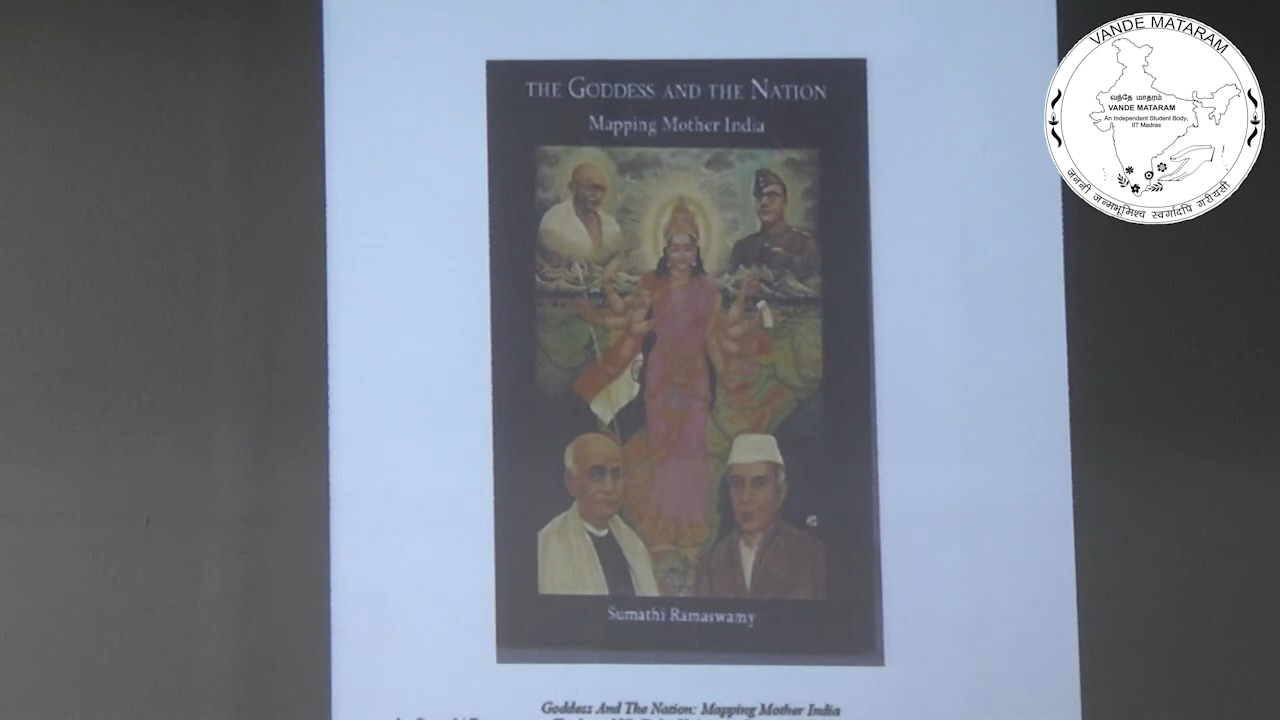 THE GODDESS AND THE NATION
Mapping Mother India
Sumathi Ramaswamy
Goddess And The Nation: Mapping Mother India
VANDE MATARAM
வந்தே மாதரம்
VANDE MATARAM
An Independent Student Body,
IIT Madras
जननी जन्मभूमिश्च स्वर्गादपि गरीयसी